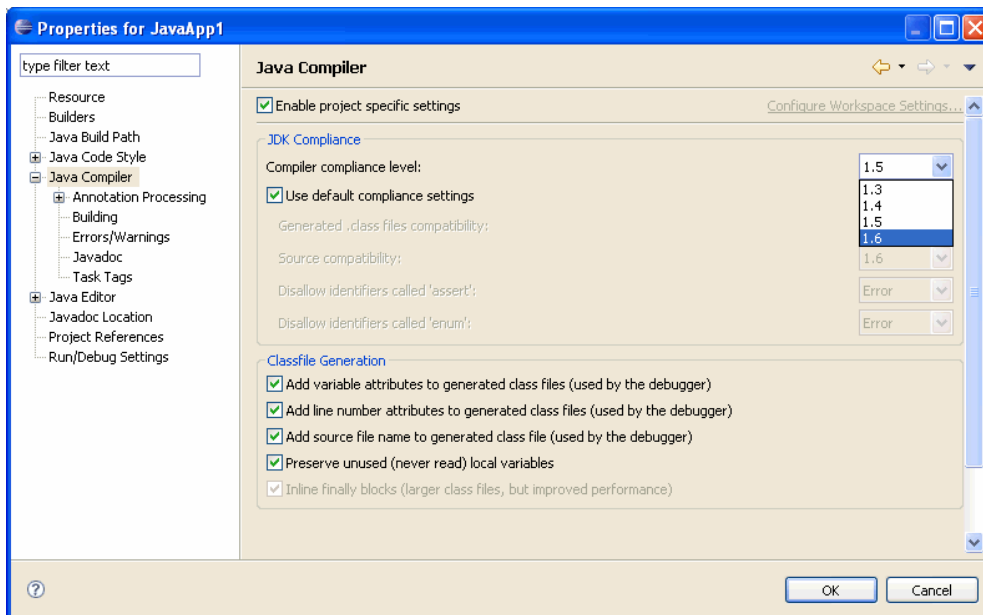 Properties for JavaApp1
type filter text
Resource
Builders
Java Build Path
Java Code Style
Java Compiler
Annotation Processing
Building
Errors/Warnings
Javadoc
Task Tags
Java Editor
Javadoc Location
Project References
Run/Debug Settings
Java Compiler
Enable project specific settings
Configure Workspace Settings...
JDK Compliance
Compiler compliance level:
1.5
1.3
1.4
1.5
1.6
Use default compliance settings
Generated .class files compatibility:
Source compatibility:
1.6
Disallow identifiers called 'assert':
Error
Disallow identifiers called 'enum':
Error
Classfile Generation
Add variable attributes to generated class files (used by the debugger)
Add line number attributes to generated class files (used by the debugger)
Add source file name to generated class file (used by the debugger)
Preserve unused (never read) local variables
Inline finally blocks (larger class files, but improved performance)
?
OK
Cancel